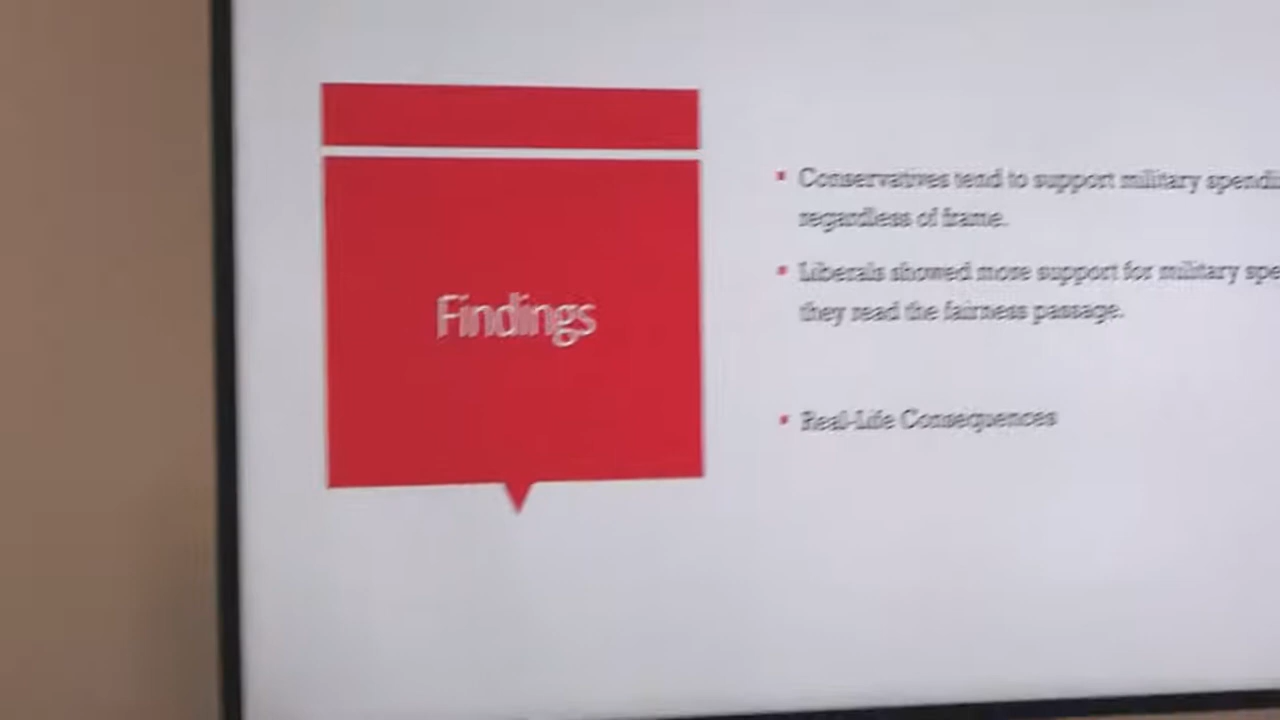 Findings
Conservatives tend to support military
regardless of frame.
Liberals showed more support for military
they read the fairness passage.
Real-Life Consequences